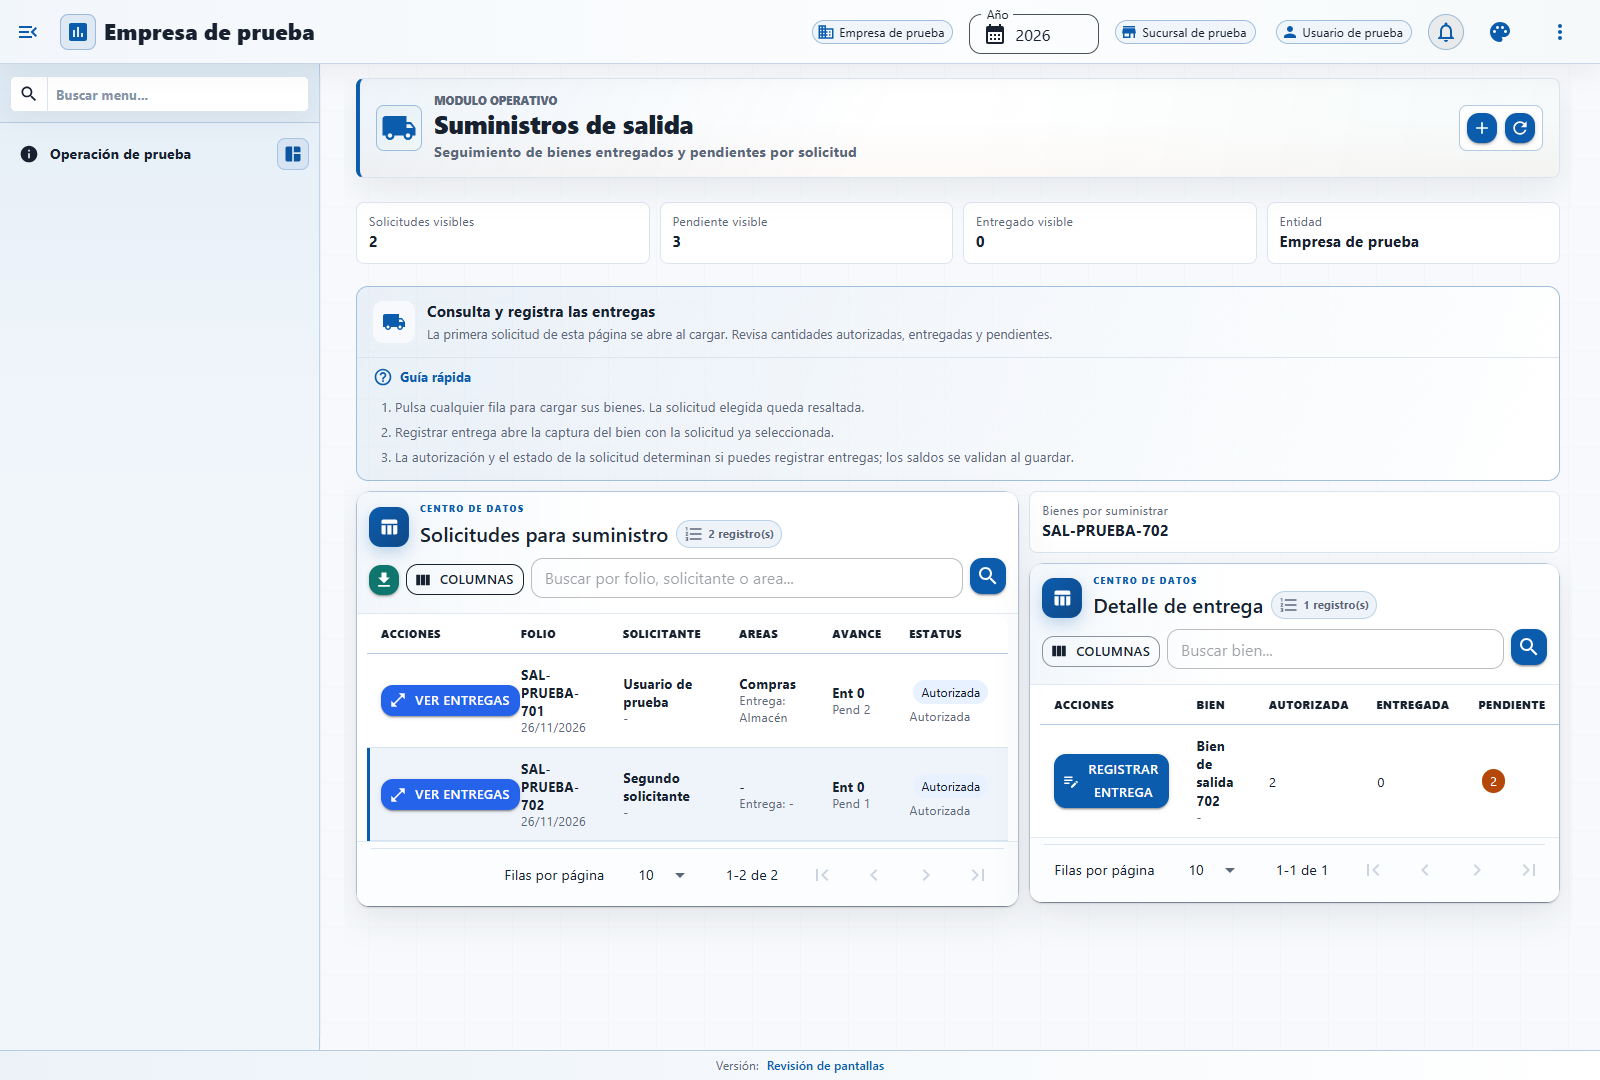 Empresa de prueba
Empresa de prueba
Año
2026
Sucursal de prueba
Usuario de prueba
Buscar menu...
Operación de prueba
MODULO OPERATIVO
Suministros de salida
Seguimiento de bienes entregados y pendientes por solicitud
Solicitudes visibles
2
Pendiente visible
3
Entregado visible
0
Entidad
Empresa de prueba
Consulta y registra las entregas
La primera solicitud de esta página se abre al cargar. Revisa cantidades autorizadas, entregadas y pendientes.
Guía rápida
1. Pulsa cualquier fila para cargar sus bienes. La solicitud elegida queda resaltada.
2. Registrar entrega abre la captura del bien con la solicitud ya seleccionada.
3. La autorización y el estado de la solicitud determinan si puedes registrar entregas; los saldos se validan al guardar.
CENTRO DE DATOS
Solicitudes para suministro
2 registro(s)
COLUMNAS
Buscar por folio, solicitante o area...
ACCIONES FOLIO SOLICITANTE AREAS AVANCE ESTATUS
VER ENTREGAS
SAL-
PRUEBA-
701
26/11/2026
Usuario de
prueba
-
Compras
Entrega:
Almacén
Ent 0
Pend 2
Autorizada
Autorizada
VER ENTREGAS
SAL-
PRUEBA-
702
26/11/2026
Segundo
solicitante
-
-
Entrega: -
Ent 0
Pend 1
Autorizada
Autorizada
Filas por página 10 1-2 de 2
Bienes por suministrar
SAL-PRUEBA-702
CENTRO DE DATOS
Detalle de entrega
1 registro(s)
COLUMNAS
Buscar bien...
ACCIONES BIEN AUTORIZADA ENTREGADA PENDIENTE
REGISTRAR
ENTREGA
Bien
de
salida
702
-
2
0
2
Filas por página 10 1-1 de 1
Versión: Revisión de pantallas